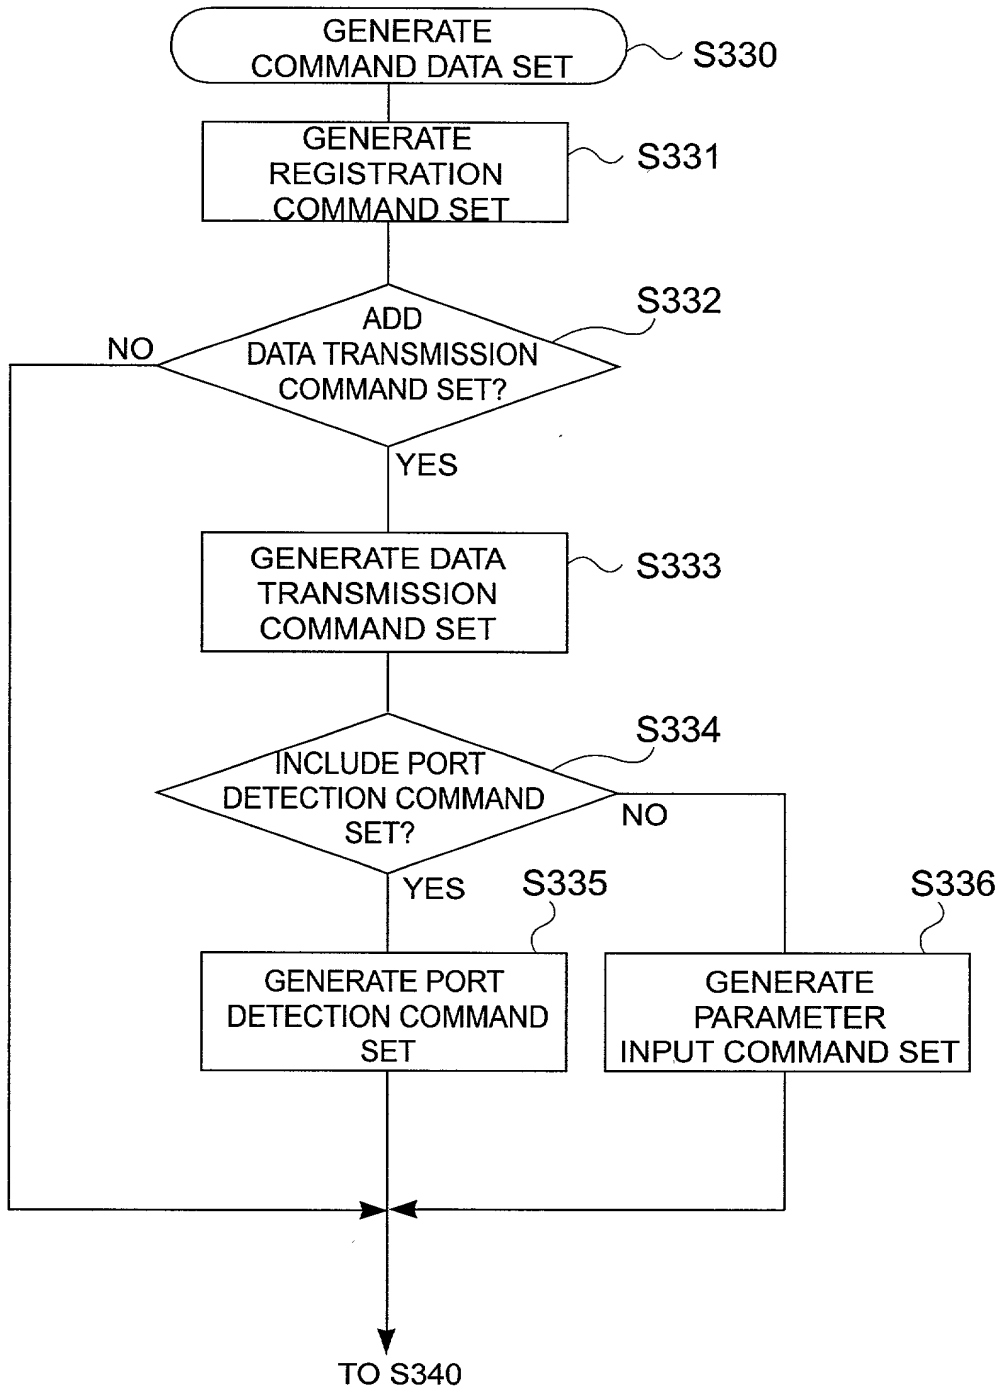 GENERATE
COMMAND DATA SET
S330
GENERATE
REGISTRATION
COMMAND SET
S331
ADD
DATA TRANSMISSION
COMMAND SET?
S332
NO
YES
GENERATE DATA
TRANSMISSION
COMMAND SET
S333
INCLUDE PORT
DETECTION COMMAND
SET?
S334
NO
YES
GENERATE PORT
DETECTION COMMAND
SET
S335
GENERATE
PARAMETER
INPUT COMMAND SET
S336
TO S340